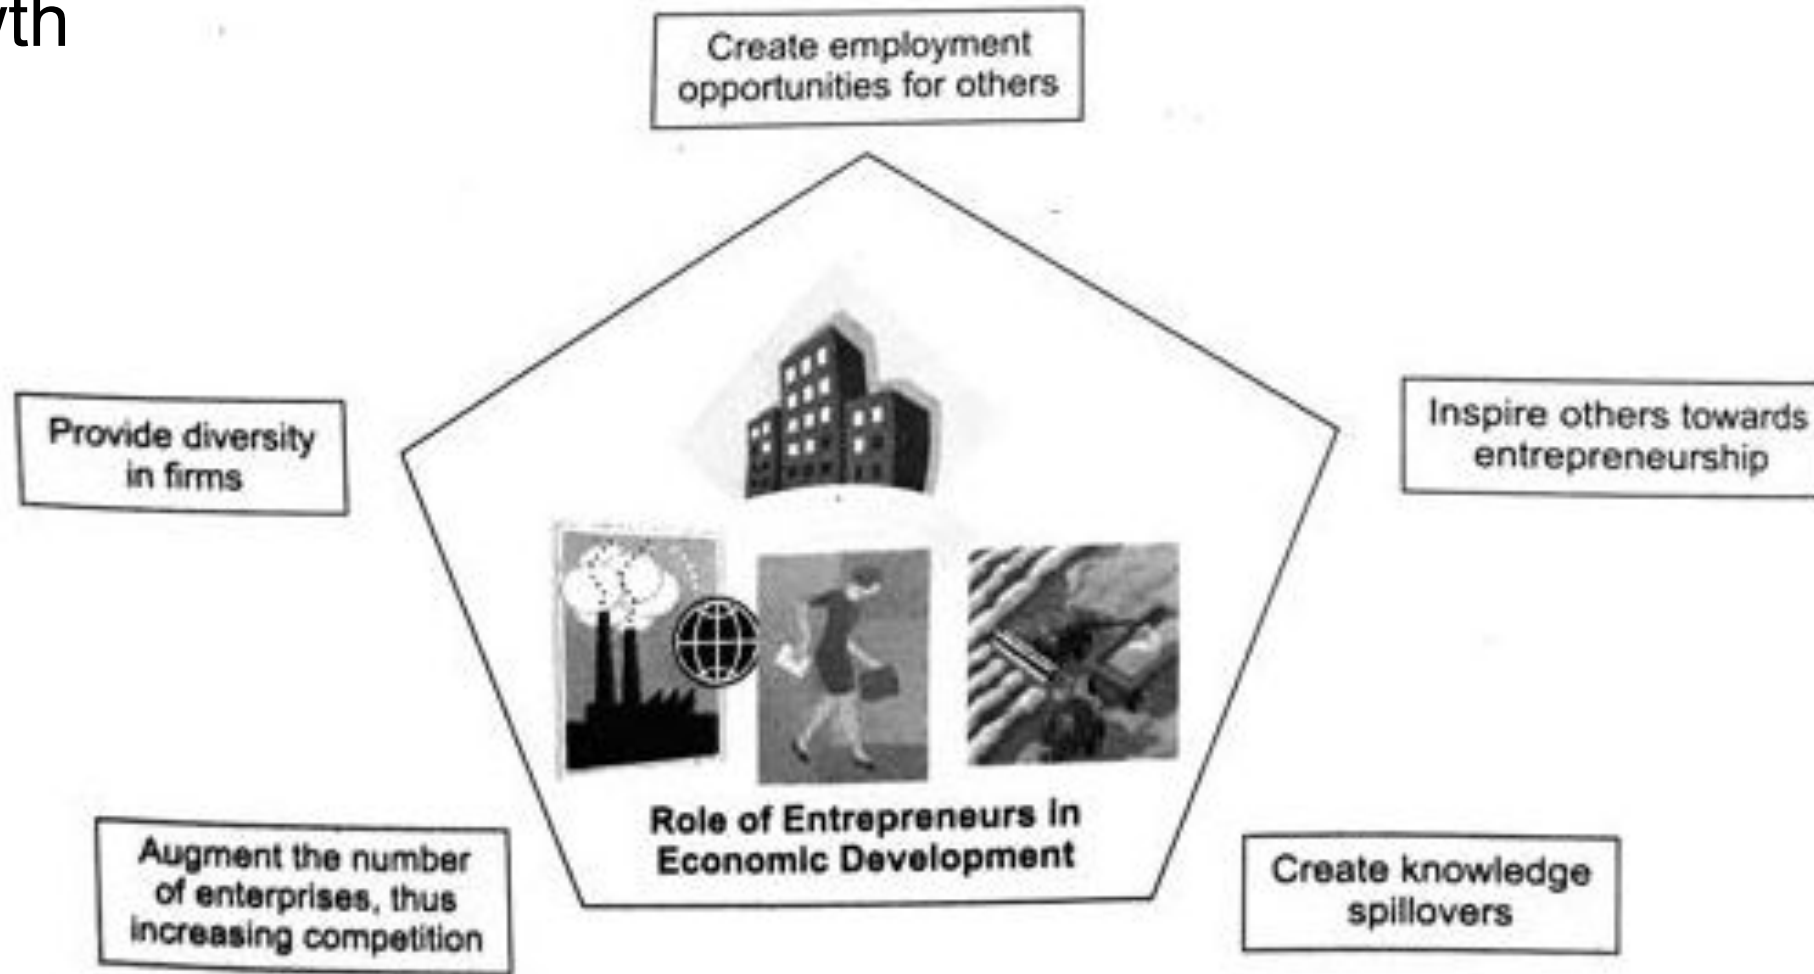 Create employment
opportunities for others
Provide diversity
in firms
Inspire others towards
entrepreneurship
Role of Entrepreneurs in
Economic Development
Augment the number
of enterprises, thus
increasing competition
Create knowledge
spillovers